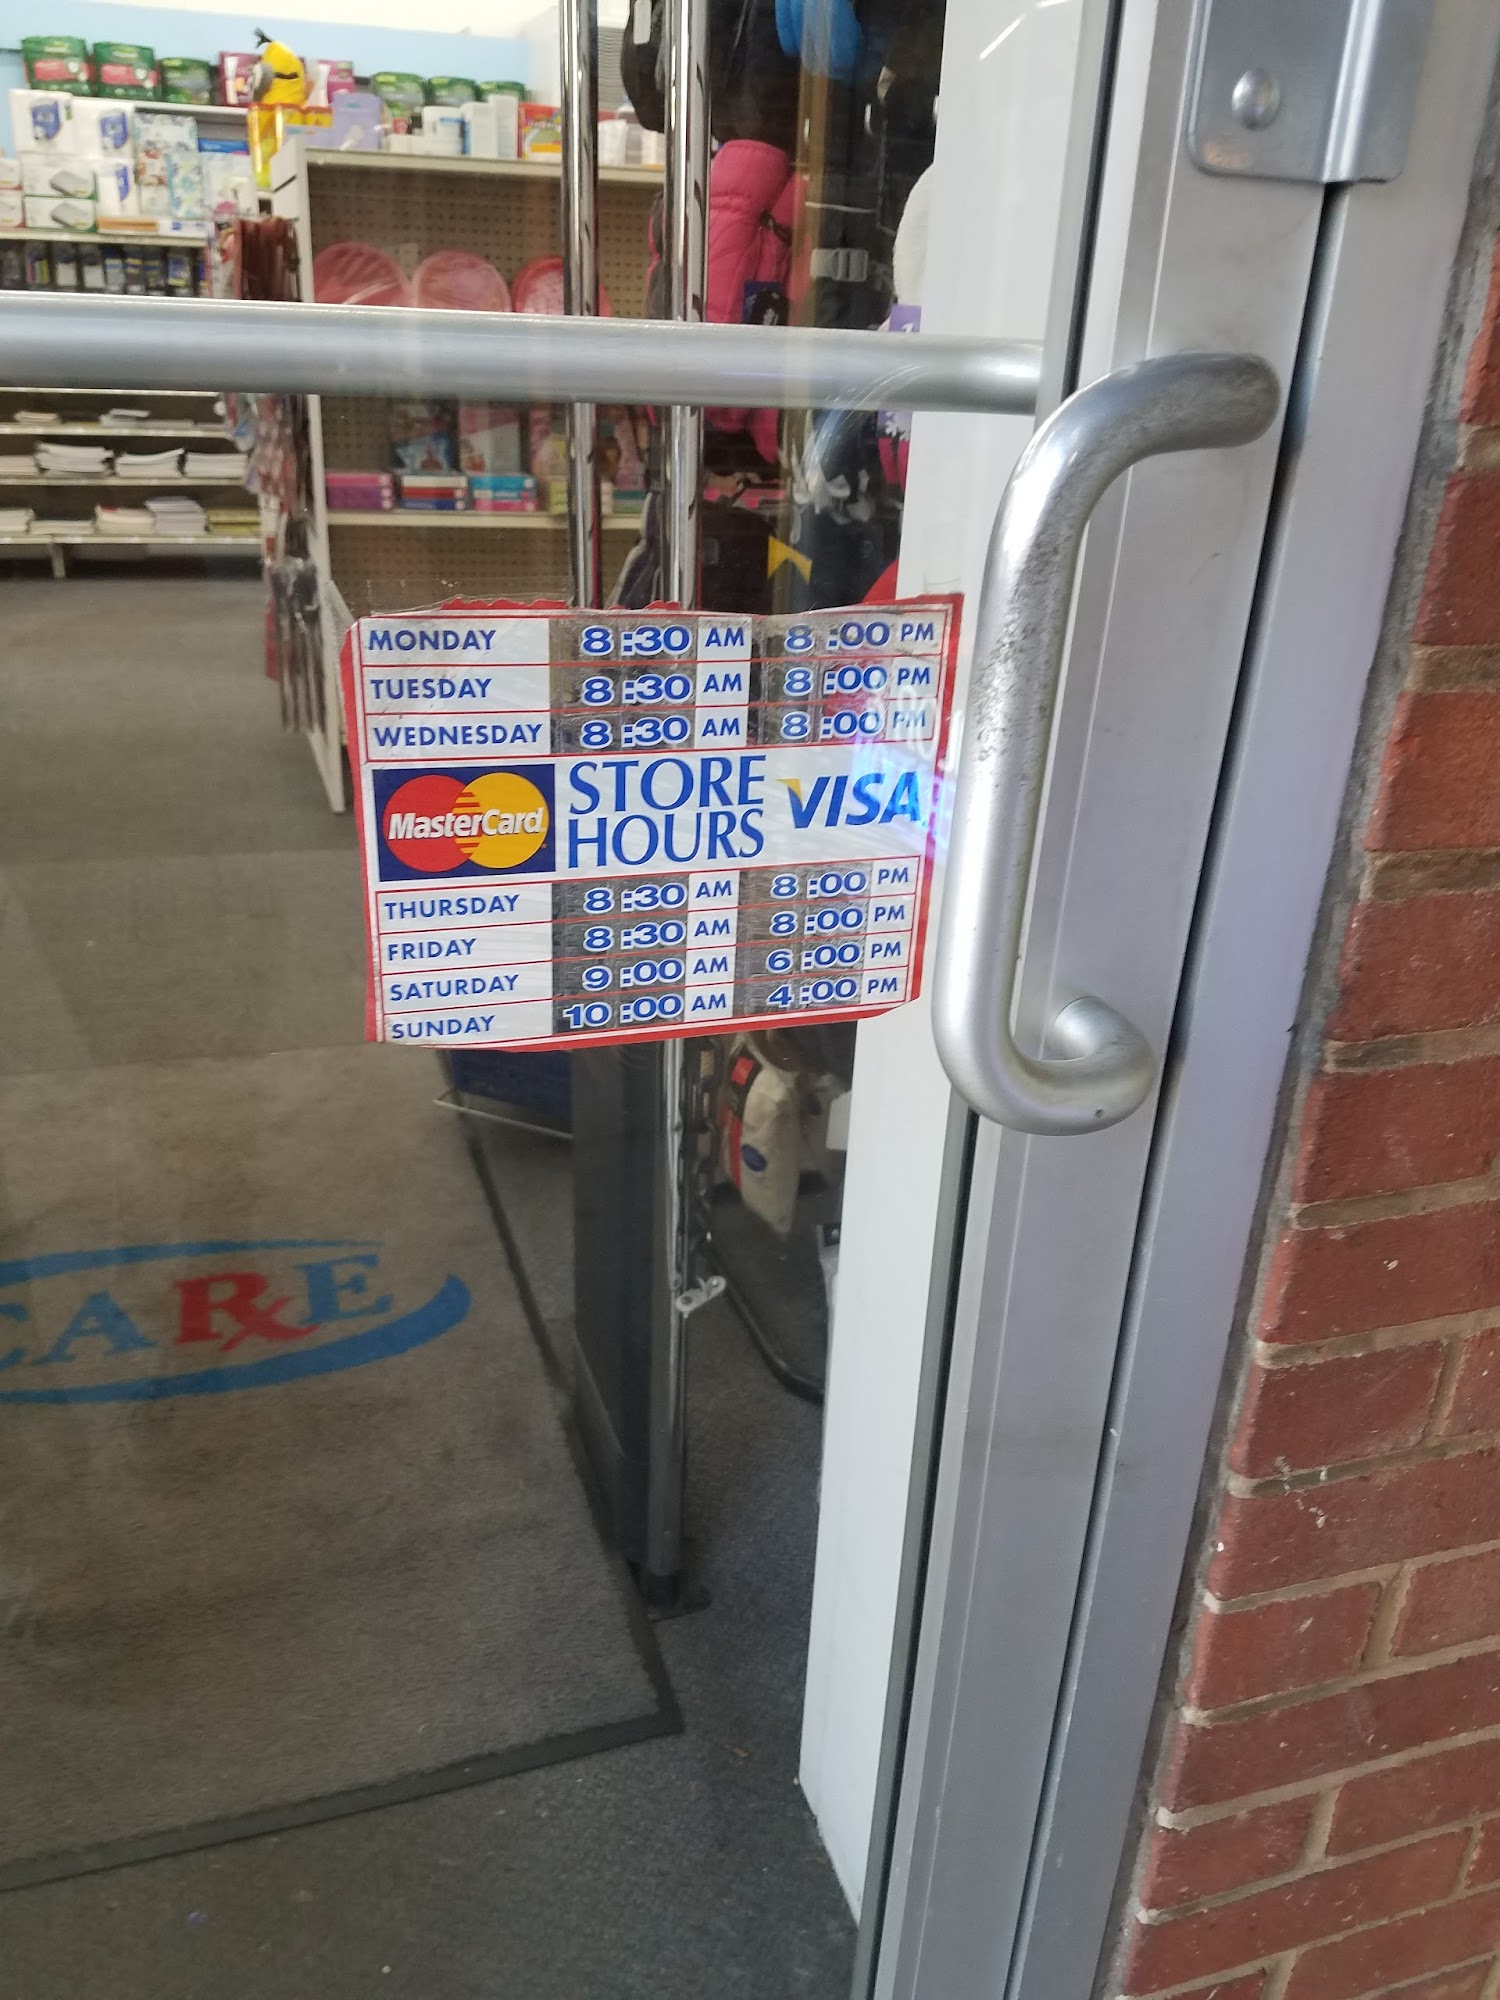 MONDAY 8:30 AM 8:00 PM
TUESDAY 8:30 AM 8:00 PM
WEDNESDAY 8:30 AM 8:00 PM
MasterCard STORE HOURS VISA
THURSDAY 8:30 AM 8:00 PM
FRIDAY 8:30 AM 8:00 PM
SATURDAY 9:00 AM 6:00 PM
SUNDAY 10:00 AM 4:00 PM
CARxE